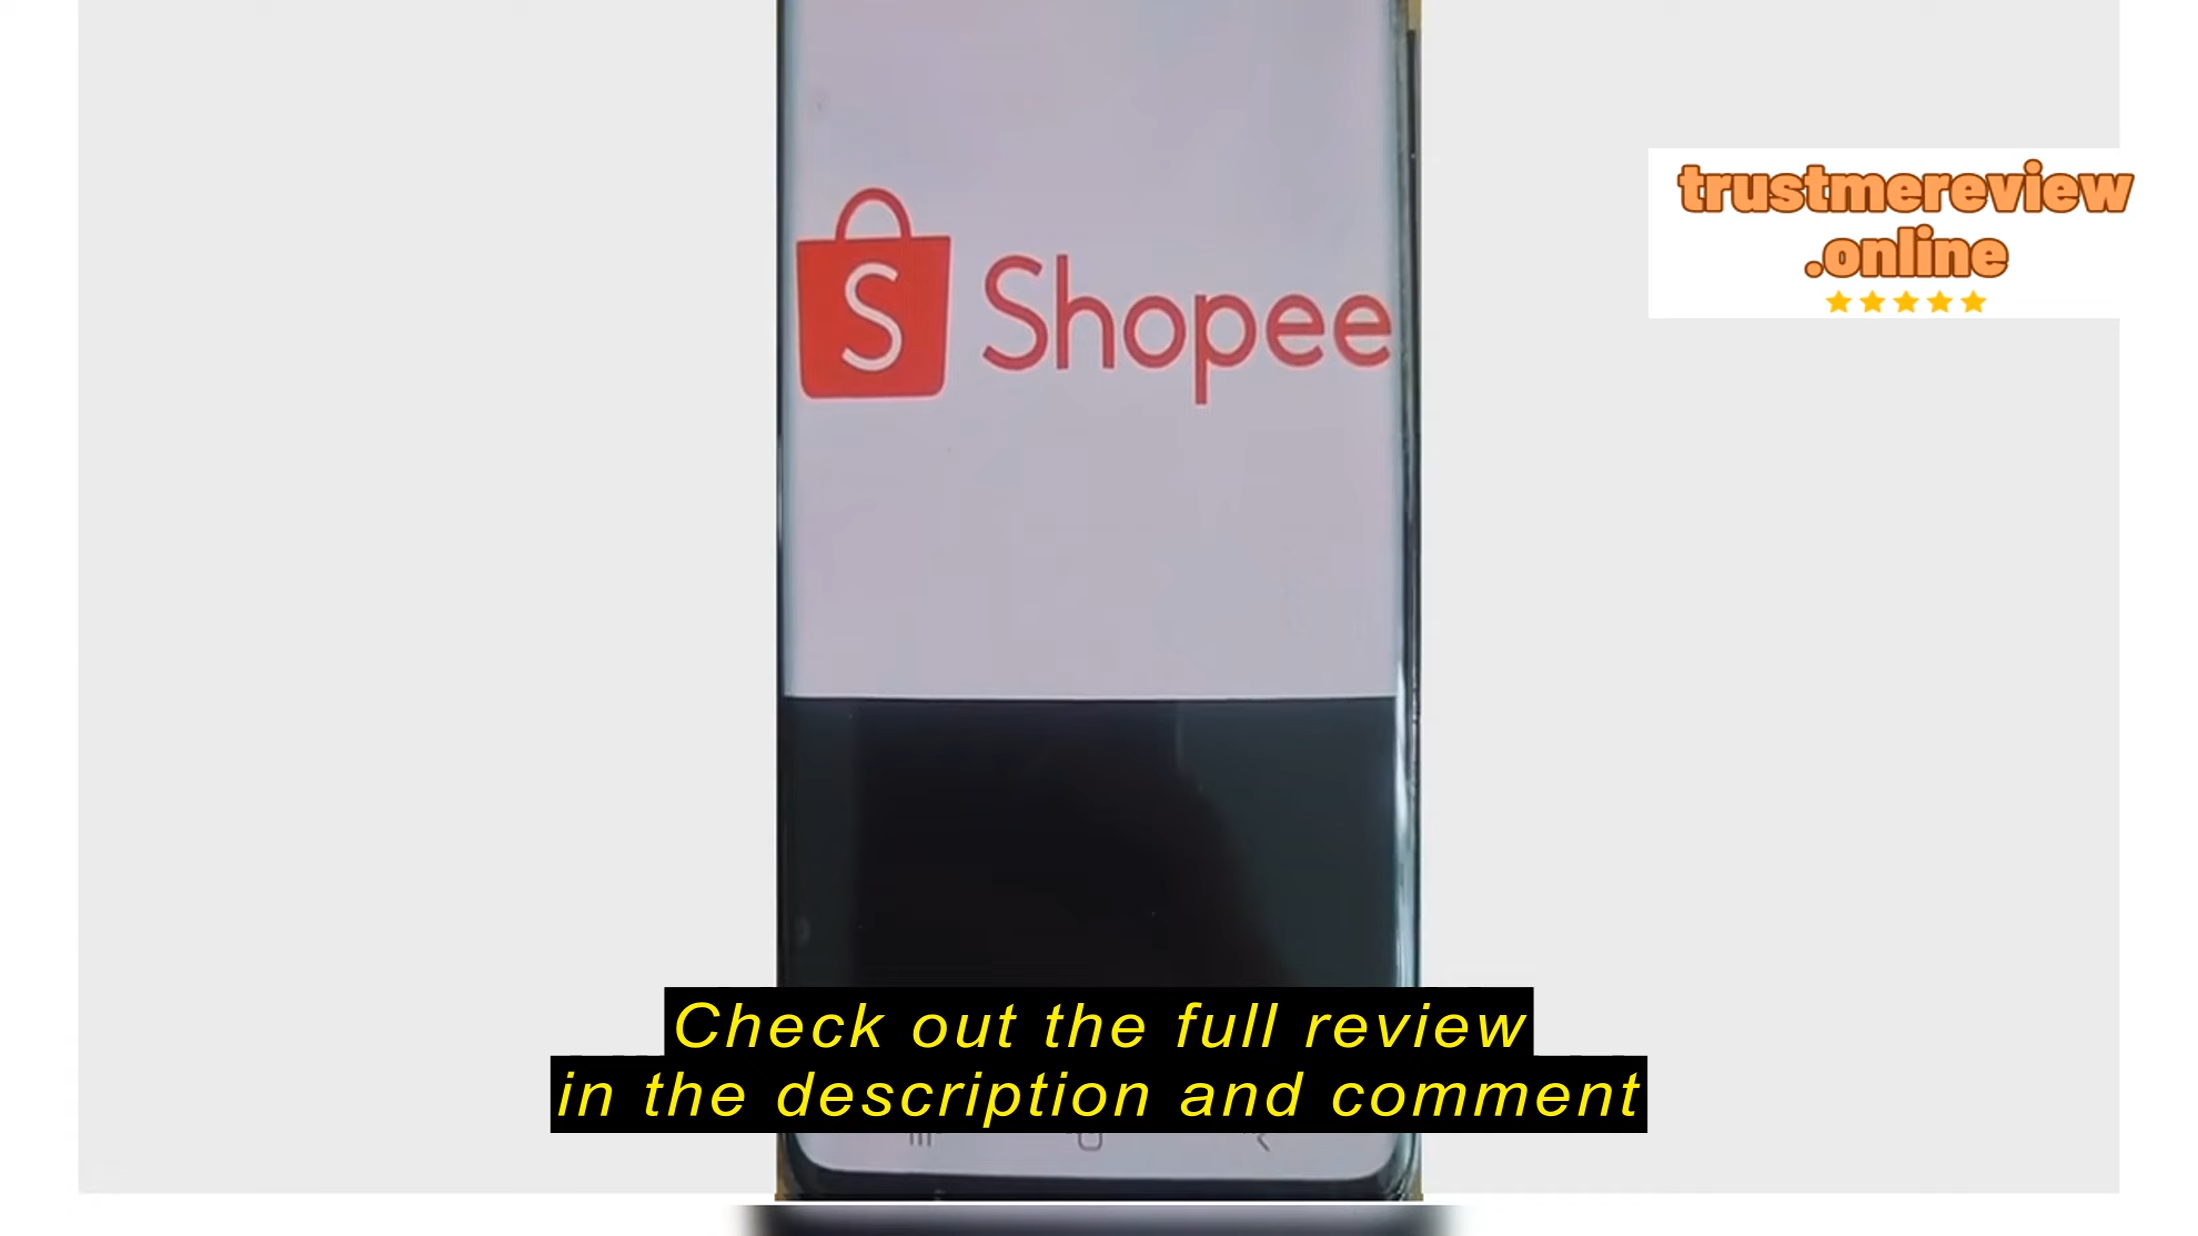 trustmereview
.online
S Shopee
Check out the full review
in the description and comment